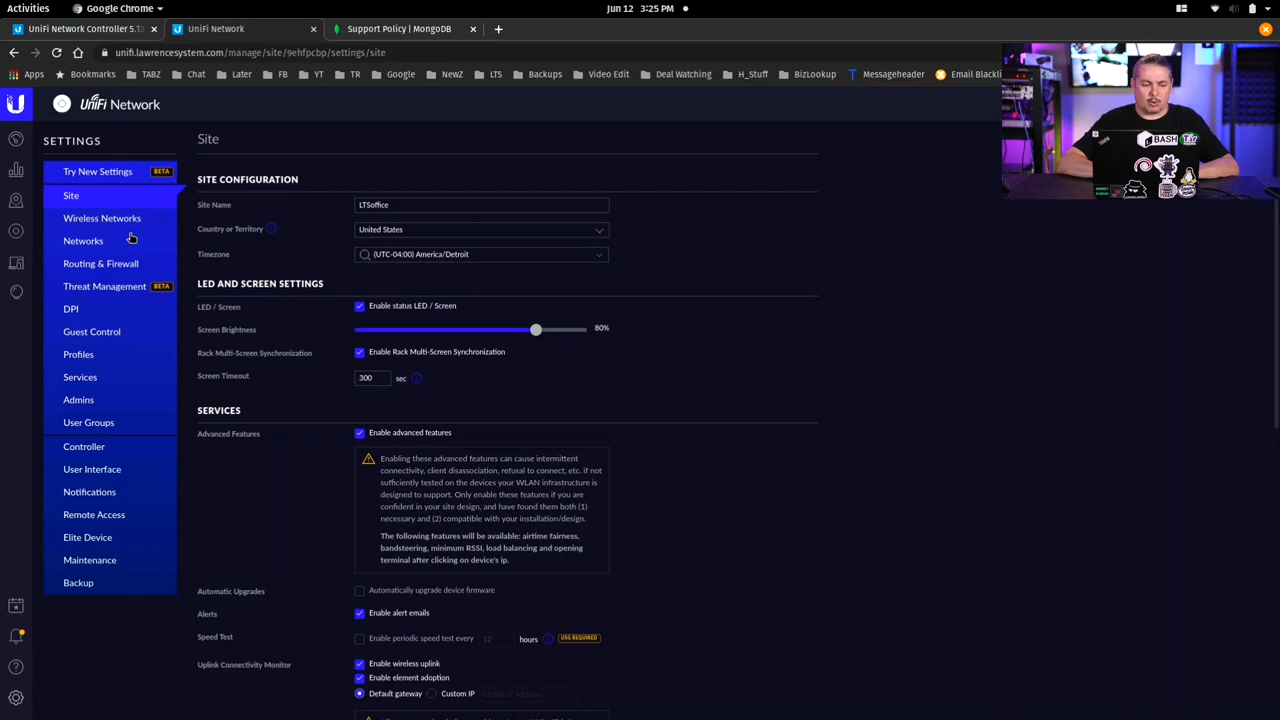 Activities Google Chrome Jun 12 3:25 PM
UniFi Network Controller 5.1 × UniFi Network × Support Policy | MongoDB × +
unifi.lawrencesystem.com/manage/site/9ehfpcbp/settings/site
Apps Bookmarks TABZ Chat Later FB YT TR Google NewZ LTS Backups Video Edit Deal Watching H_Stuff BizLookup Messageheader Email Blackli
UniFi Network
SETTINGS
Try New Settings BETA
Site
Wireless Networks
Networks
Routing & Firewall
Threat Management BETA
DPI
Guest Control
Profiles
Services
Admins
User Groups
Controller
User Interface
Notifications
Remote Access
Elite Device
Maintenance
Backup
Site
SITE CONFIGURATION
Site Name LTSoffice
Country or Territory United States
Timezone (UTC-04:00) America/Detroit
LED AND SCREEN SETTINGS
LED / Screen Enable status LED / Screen
Screen Brightness 80%
Rack Multi-Screen Synchronization Enable Rack Multi-Screen Synchronization
Screen Timeout 300 sec
SERVICES
Advanced Features Enable advanced features
Enabling these advanced features can cause intermittent
connectivity, client disassociation, refusal to connect, etc. if not
sufficiently tested on the devices your WLAN infrastructure is
designed to support. Only enable these features if you are
confident in your site design, and have found them both (1)
necessary and (2) compatible with your installation/design.
The following features will be available: airtime fairness,
bandsteering, minimum RSSI, load balancing and opening
terminal after clicking on device's ip.
Automatic Upgrades Automatically upgrade device firmware
Alerts Enable alert emails
Speed Test Enable periodic speed test every 12 hours USG REQUIRED
Uplink Connectivity Monitor Enable wireless uplink
Enable element adoption
Default gateway Custom IP Uplink IP Address
BASH